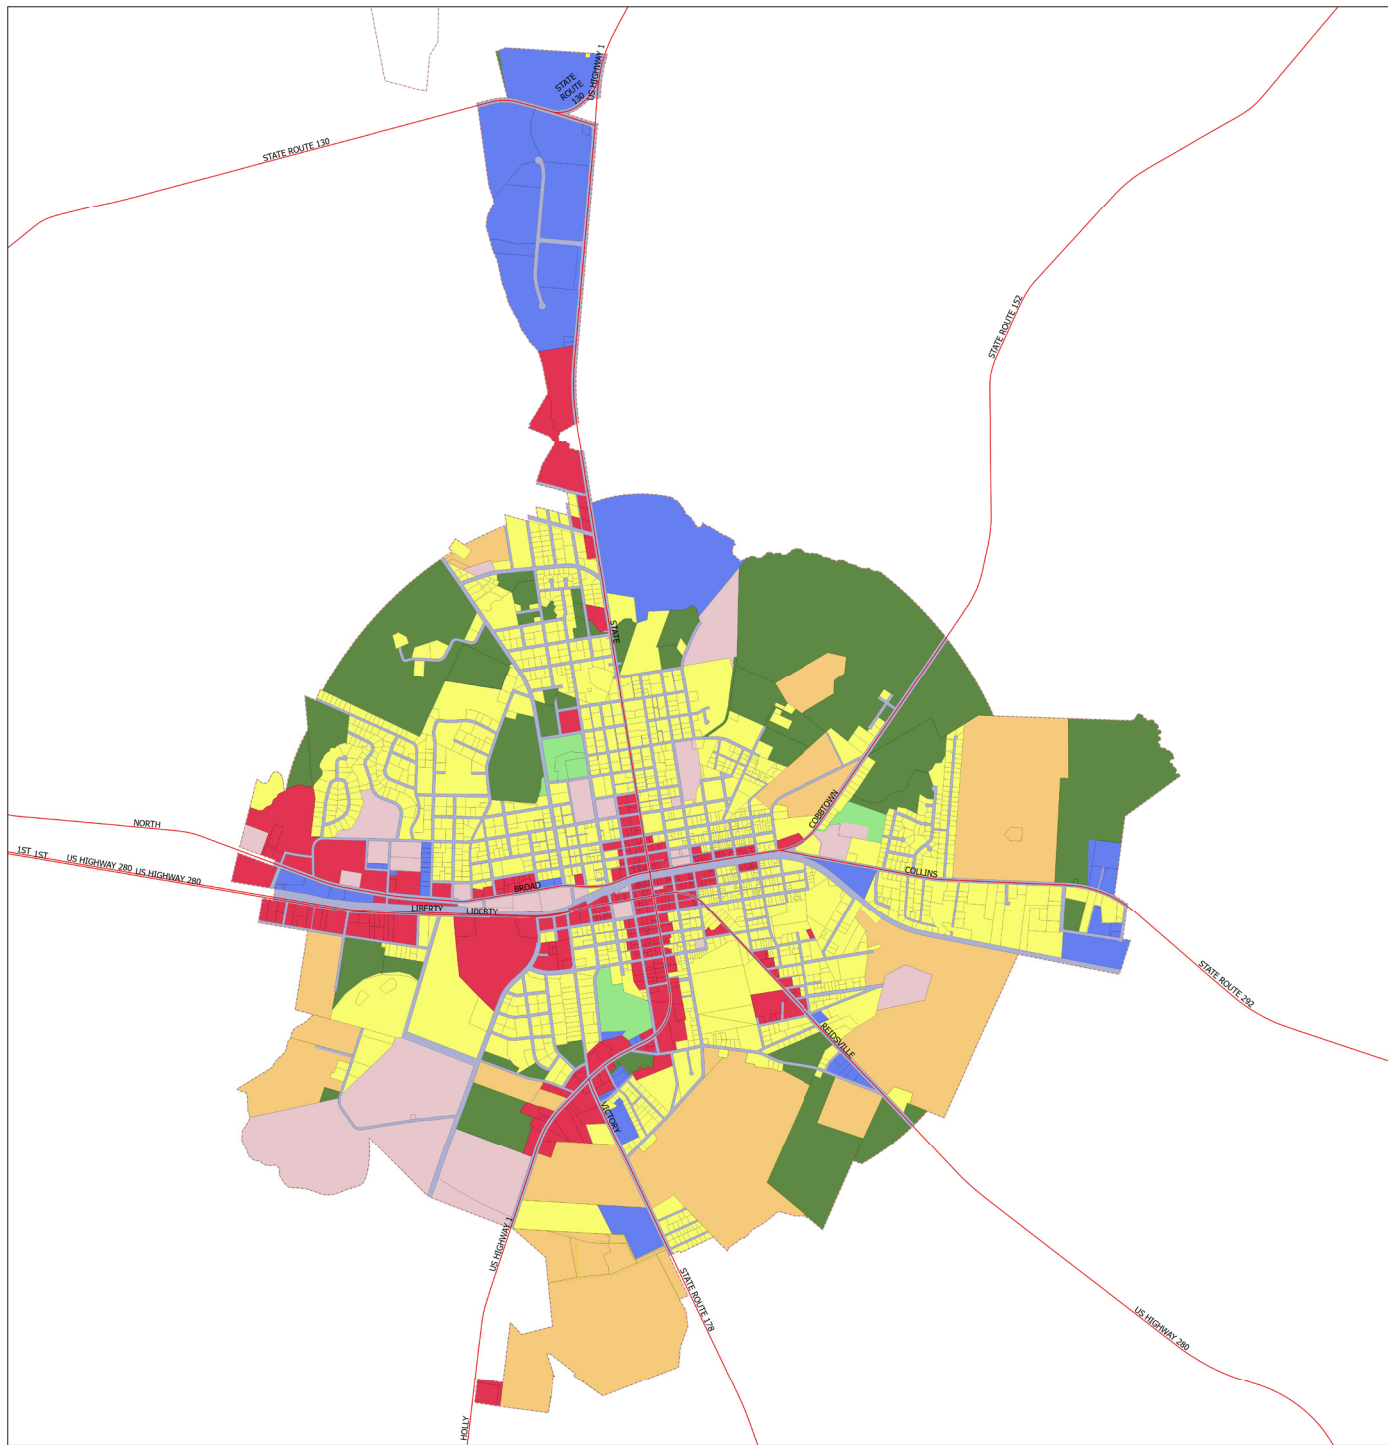 US HIGHWAY 1
STATE
ROUTE
130
STATE ROUTE 130
STATE ROUTE 152
STATE
COBBTOWN
NORTH
1ST 1ST
US HIGHWAY 280 US HIGHWAY 280
BROAD
COLLINS
LIBERTY
LIBERTY
STATE ROUTE 292
REIDSVILLE
VICTORY
US HIGHWAY 1
STATE ROUTE 178
US HIGHWAY 280
HOLLY